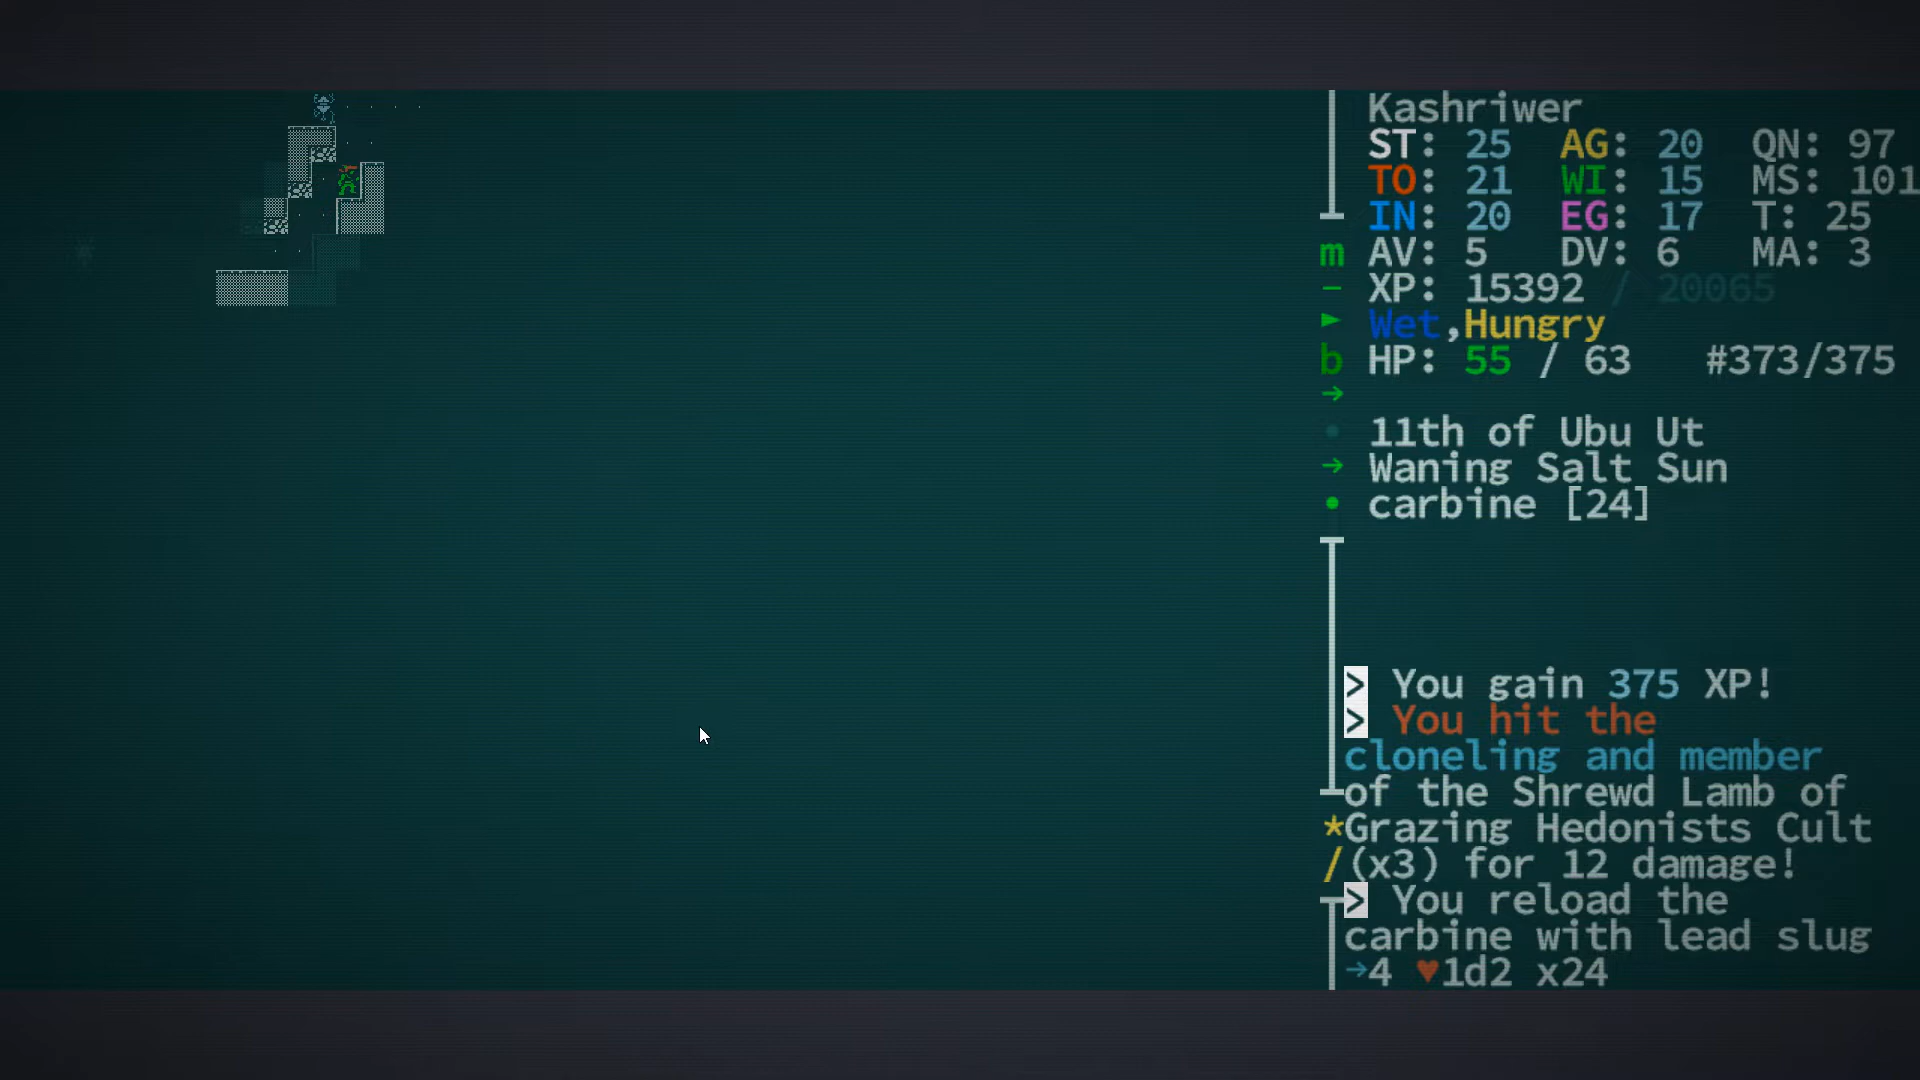 Kashriwer
ST: 25 AG: 20 QN: 97
TO: 21 WI: 15 MS: 101
IN: 20 EG: 17 T: 25
m AV: 5 DV: 6 MA: 3
— XP: 15392 / 20065
► Wet,Hungry
b HP: 55 / 63 #373/375
→
11th of Ubu Ut
→ Waning Salt Sun
• carbine [24]
> You gain 375 XP!
> You hit the
cloneling and member
of the Shrewd Lamb of
*Grazing Hedonists Cult
/(x3) for 12 damage!
> You reload the
carbine with lead slug
→4 ♥1d2 x24